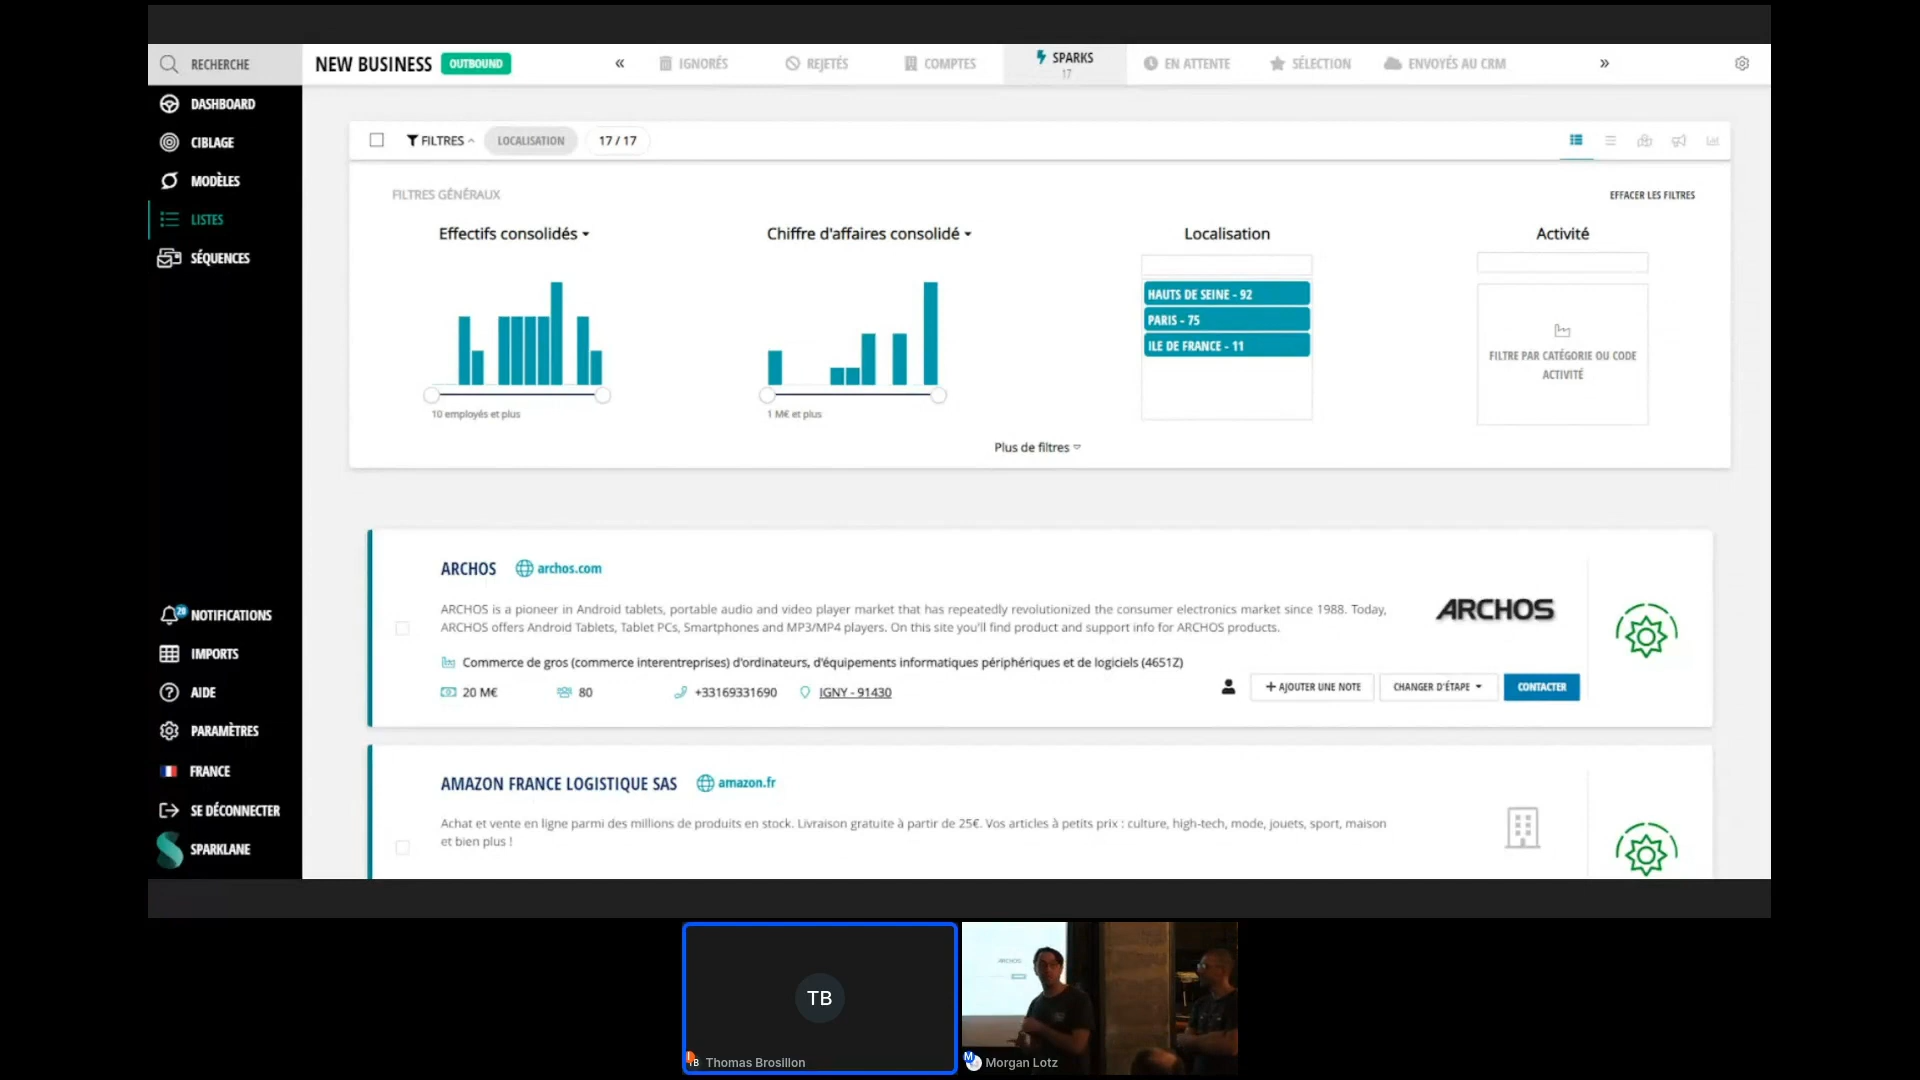 RECHERCHE
NEW BUSINESS OUTBOUND
IGNORÉS
REJETÉS
COMPTES
SPARKS
17
EN ATTENTE
SÉLECTION
ENVOYÉS AU CRM
DASHBOARD
CIBLAGE
MODÈLES
LISTES
SÉQUENCES
20
NOTIFICATIONS
IMPORTS
AIDE
PARAMÈTRES
FRANCE
SE DÉCONNECTER
SPARKLANE
FILTRES
LOCALISATION
17 / 17
FILTRES GÉNÉRAUX
EFFACER LES FILTRES
Effectifs consolidés
10 employés et plus
Chiffre d'affaires consolidé
1 M€ et plus
Localisation
HAUTS DE SEINE - 92
PARIS - 75
ILE DE FRANCE - 11
Activité
FILTRE PAR CATÉGORIE OU CODE
ACTIVITÉ
Plus de filtres
ARCHOS archos.com
ARCHOS is a pioneer in Android tablets, portable audio and video player market that has repeatedly revolutionized the consumer electronics market since 1988. Today,
ARCHOS offers Android Tablets, Tablet PCs, Smartphones and MP3/MP4 players. On this site you'll find product and support info for ARCHOS products.
Commerce de gros (commerce interentreprises) d'ordinateurs, d'équipements informatiques périphériques et de logiciels (4651Z)
20 M€ 80 +33169331690 IGNY - 91430
ARCHOS
+ AJOUTER UNE NOTE
CHANGER D'ÉTAPE
CONTACTER
AMAZON FRANCE LOGISTIQUE SAS amazon.fr
Achat et vente en ligne parmi des millions de produits en stock. Livraison gratuite à partir de 25€. Vos articles à petits prix : culture, high-tech, mode, jouets, sport, maison
et bien plus !
TB
TB Thomas Brosillon
ARCHOS
M Morgan Lotz